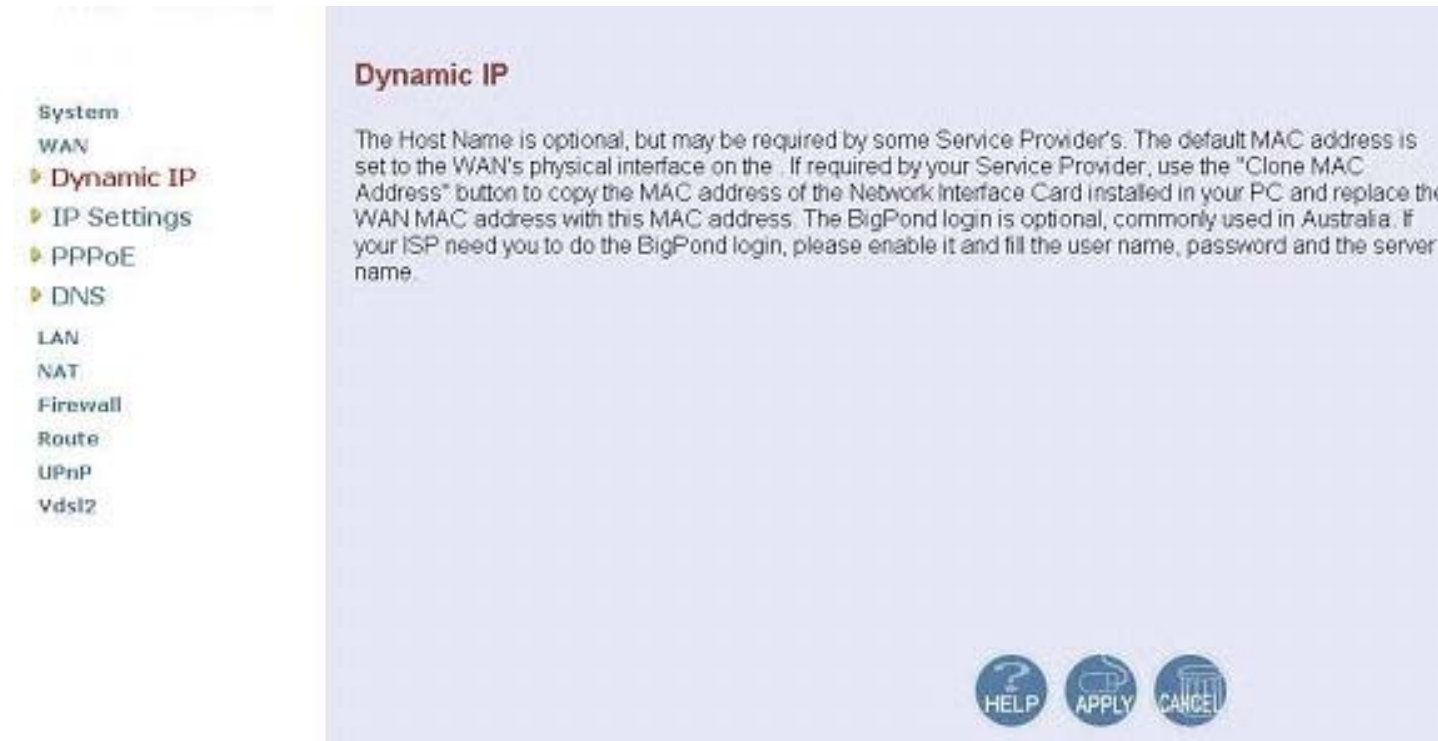 System
WAN
Dynamic IP
IP Settings
PPPoE
DNS
LAN
NAT
Firewall
Route
UPnP
Vdsl2
Dynamic IP
The Host Name is optional, but may be required by some Service Provider's. The default MAC address is
set to the WAN's physical interface on the . If required by your Service Provider, use the "Clone MAC
Address" button to copy the MAC address of the Network Interface Card installed in your PC and replace the
WAN MAC address with this MAC address. The BigPond login is optional, commonly used in Australia. If
your ISP need you to do the BigPond login, please enable it and fill the user name, password and the server
name.
HELP APPLY CANCEL